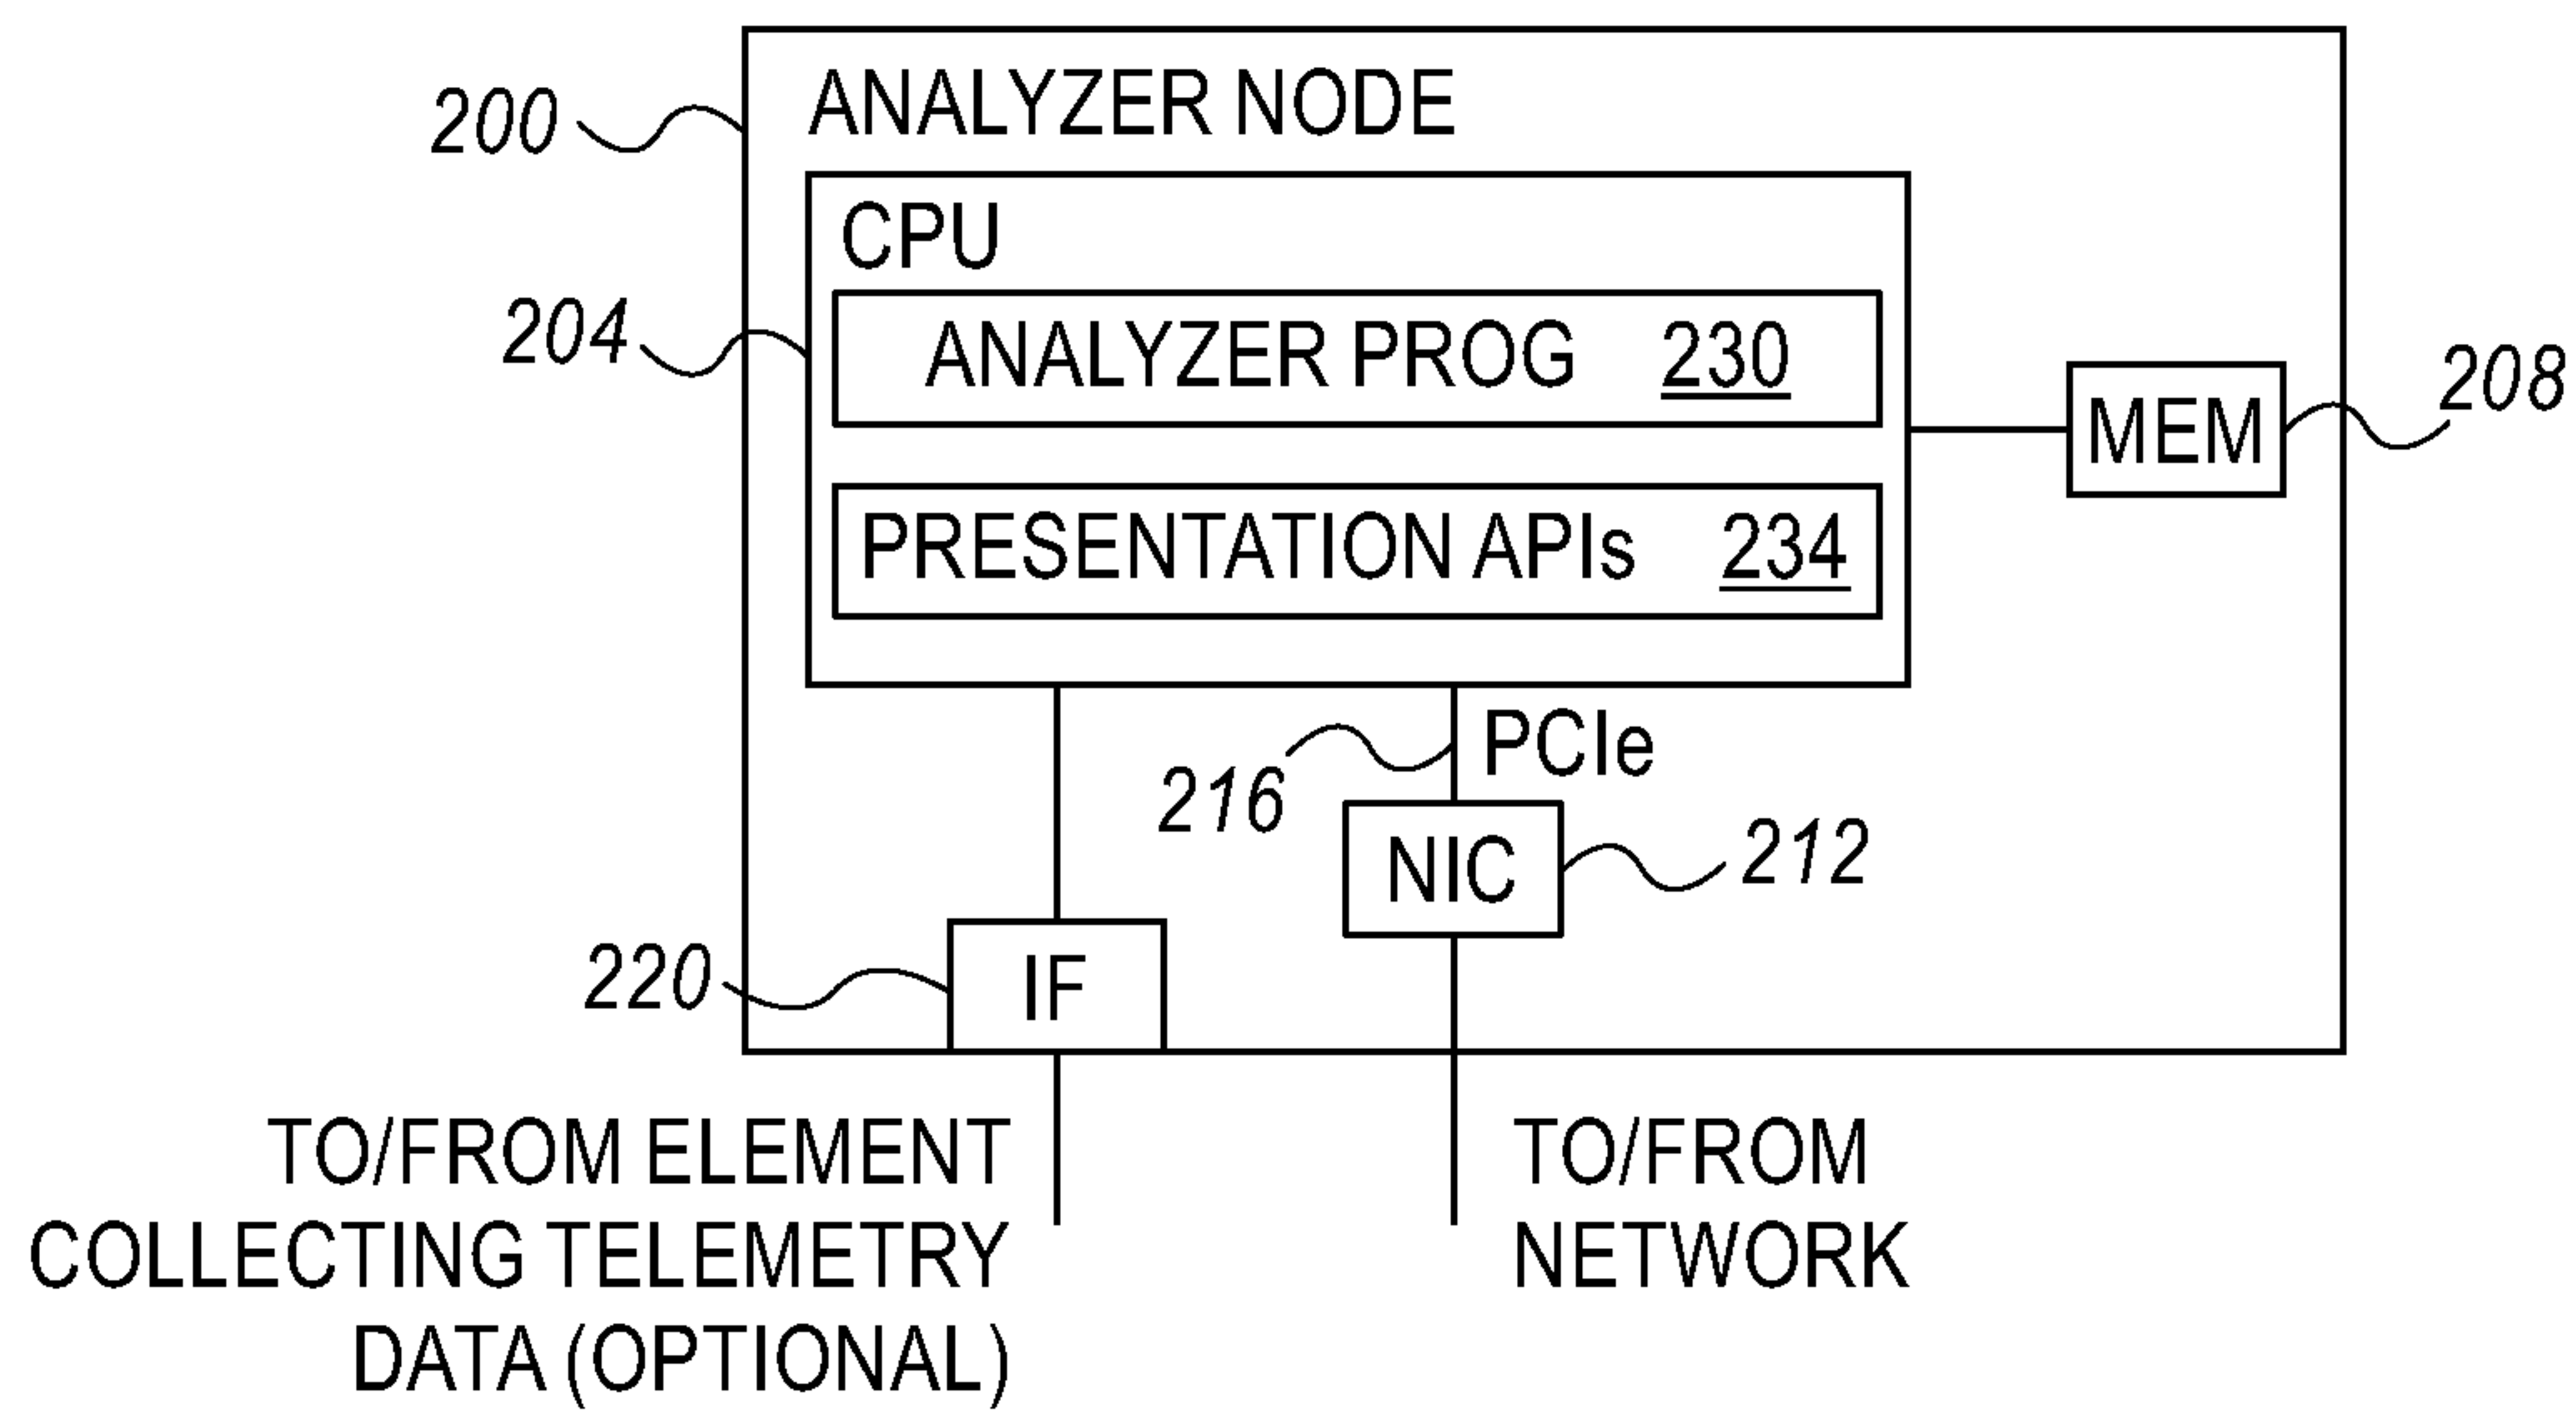 200
ANALYZER NODE
CPU
204
ANALYZER PROG 230
208
MEM
PRESENTATION APIs 234
PCIe
216
NIC
212
220
IF
TO/FROM ELEMENT
COLLECTING TELEMETRY
DATA (OPTIONAL)
TO/FROM
NETWORK